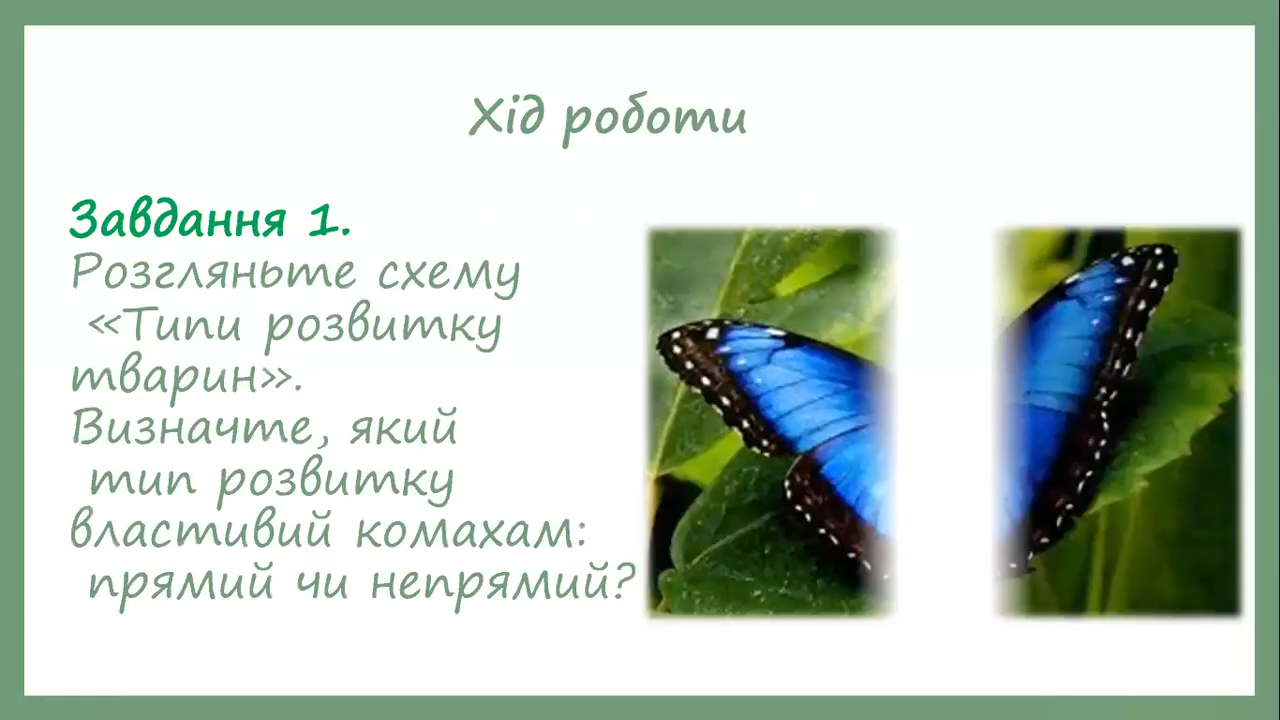 Хід роботи
Завдання 1.
Розгляньте схему
«Типи розвитку
тварин».
Визначте, який
тип розвитку
властивий комахам:
прямий чи непрямий?